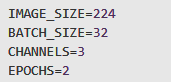 IMAGE_SIZE=224
BATCH_SIZE=32
CHANNELS=3
EPOCHS=2